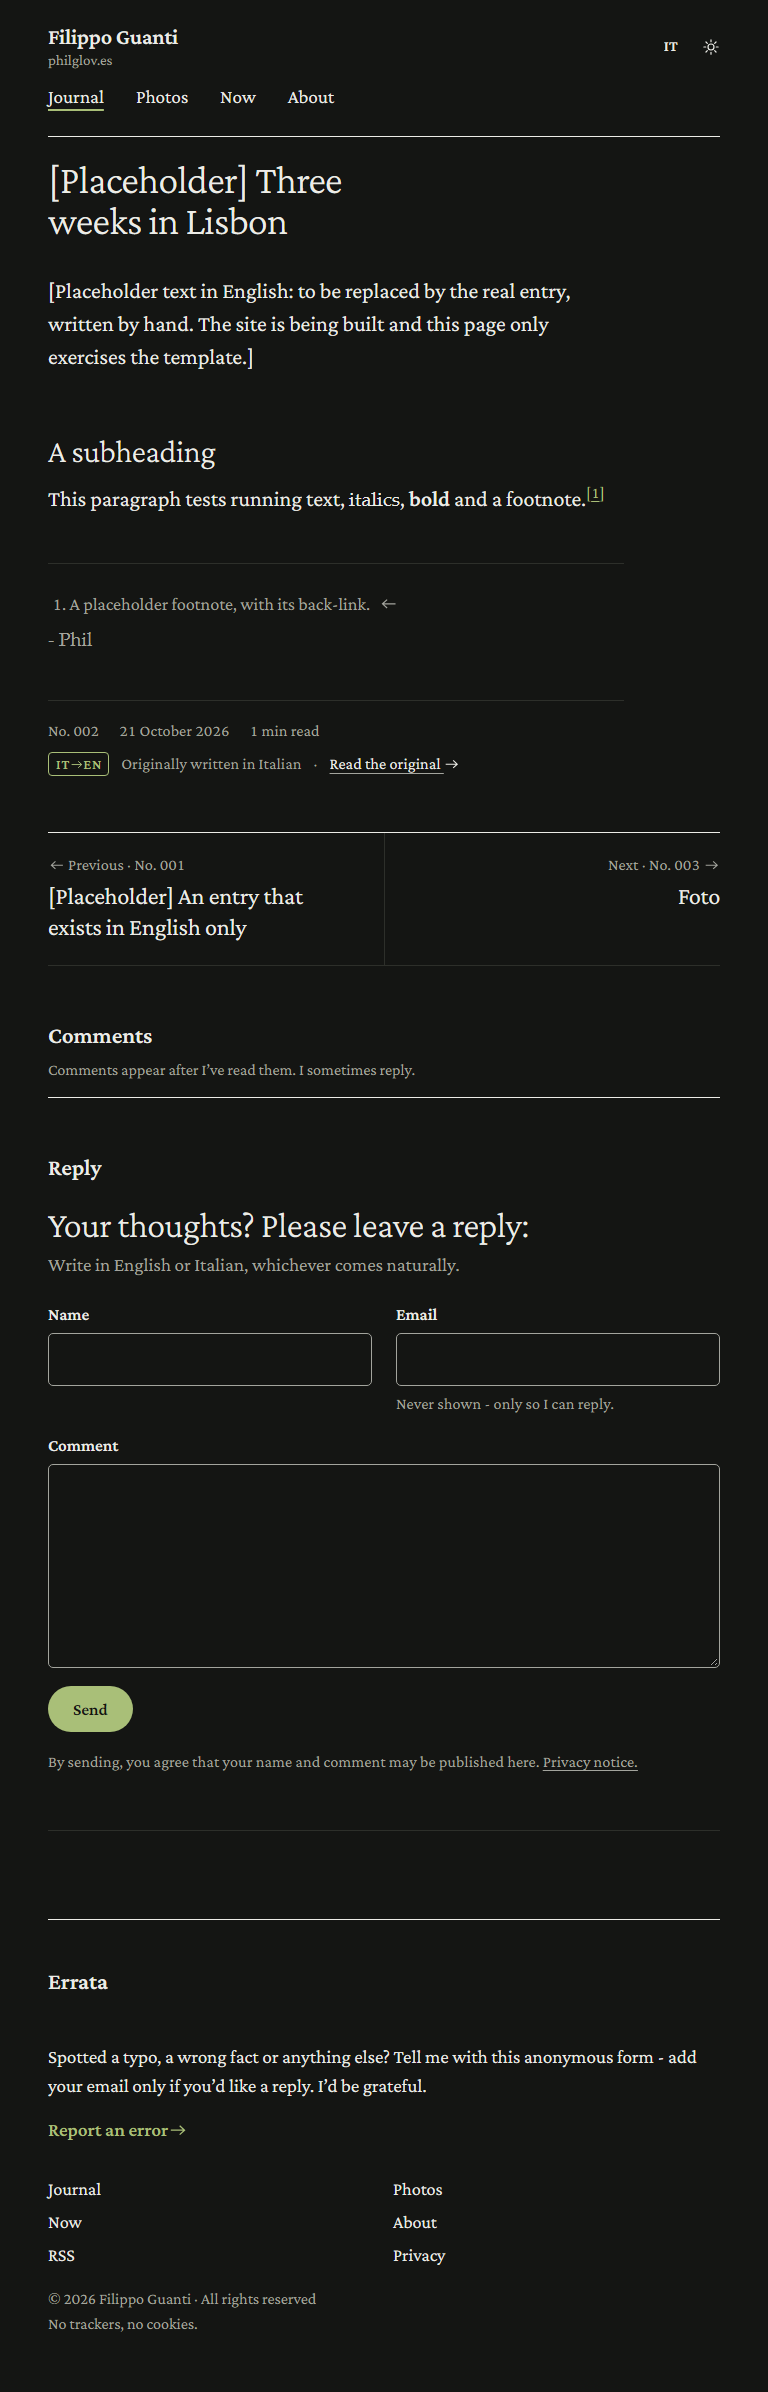 Filippo Guanti
philglov.es
IT
Journal Photos Now About
[Placeholder] Three
weeks in Lisbon
[Placeholder text in English: to be replaced by the real entry,
written by hand. The site is being built and this page only
exercises the template.]
A subheading
This paragraph tests running text, italics, bold and a footnote.[1]
1. A placeholder footnote, with its back-link. ←
- Phil
No. 002 21 October 2026 1 min read
IT→EN Originally written in Italian · Read the original →
← Previous · No. 001
[Placeholder] An entry that
exists in English only
Next · No. 003 →
Foto
Comments
Comments appear after I’ve read them. I sometimes reply.
Reply
Your thoughts? Please leave a reply:
Write in English or Italian, whichever comes naturally.
Name
Email
Never shown - only so I can reply.
Comment
Send
By sending, you agree that your name and comment may be published here. Privacy notice.
Errata
Spotted a typo, a wrong fact or anything else? Tell me with this anonymous form - add
your email only if you’d like a reply. I’d be grateful.
Report an error →
Journal Photos
Now About
RSS Privacy
© 2026 Filippo Guanti · All rights reserved
No trackers, no cookies.